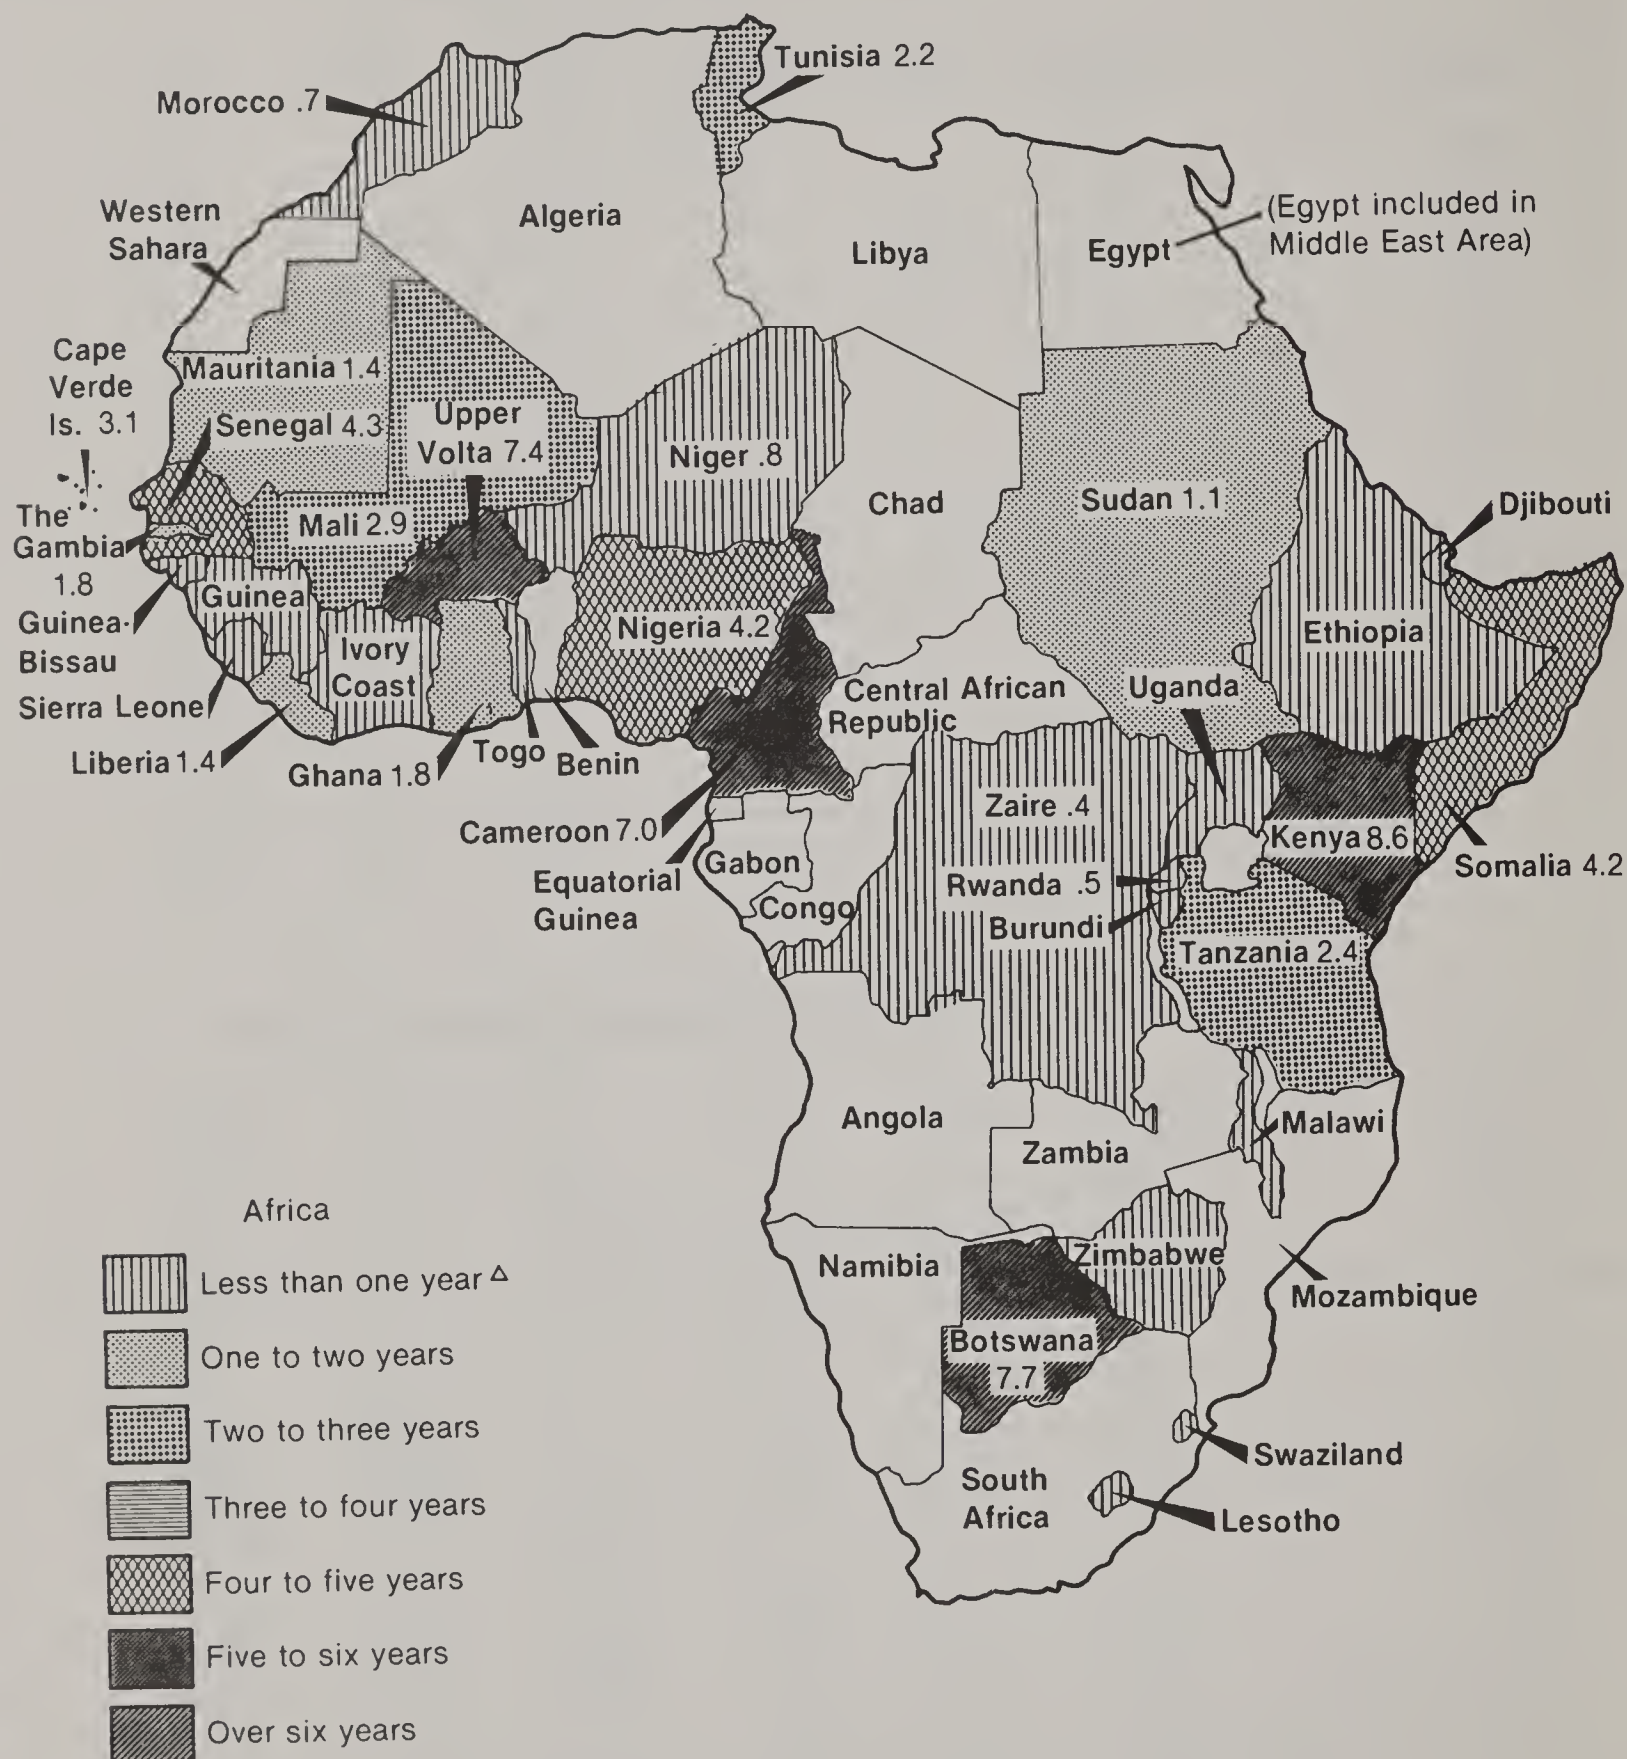 Tunisia 2.2
Morocco .7
Western
Sahara
Algeria
Libya
Egypt
(Egypt included in
Middle East Area)
Cape
Verde
Is. 3.1
Mauritania 1.4
Senegal 4.3
Upper
Volta 7.4
Niger .8
Chad
Sudan 1.1
Djibouti
The
Gambia
1.8
Mali 2.9
Guinea-
Bissau
Guinea
Nigeria 4.2
Ethiopia
Ivory
Coast
Sierra Leone
Liberia 1.4
Ghana 1.8
Togo
Benin
Central African
Republic
Uganda
Cameroon 7.0
Zaire .4
Kenya 8.6
Somalia 4.2
Equatorial
Guinea
Gabon
Congo
Rwanda .5
Burundi
Tanzania 2.4
Angola
Zambia
Malawi
Namibia
Zimbabwe
Mozambique
Botswana
7.7
Swaziland
South
Africa
Lesotho
Africa
Less than one year △
One to two years
Two to three years
Three to four years
Four to five years
Five to six years
Over six years